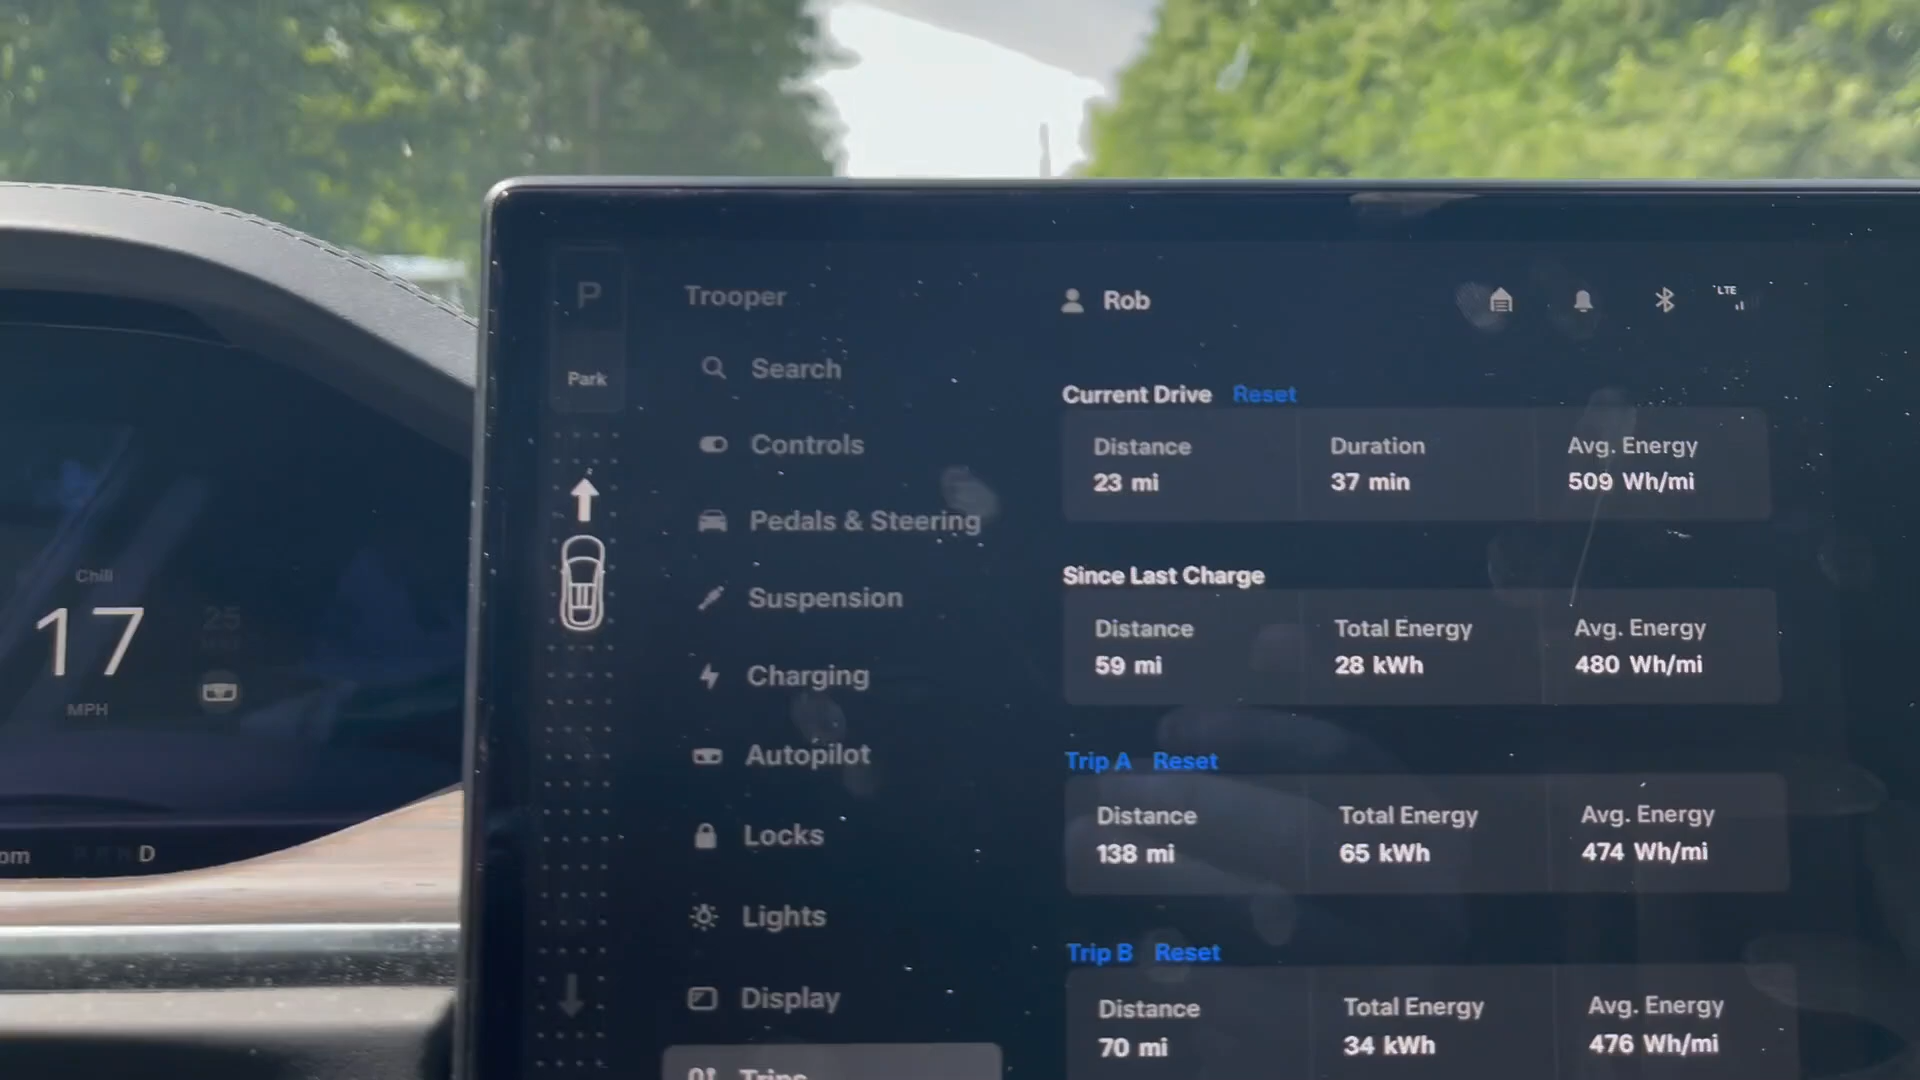 Chill
17
MPH
25
D
P
Park
Trooper
Search
Controls
Pedals & Steering
Suspension
Charging
Autopilot
Locks
Lights
Display
Trips
Rob
LTE
Current Drive Reset
Distance Duration Avg. Energy
23 mi 37 min 509 Wh/mi
Since Last Charge
Distance Total Energy Avg. Energy
59 mi 28 kWh 480 Wh/mi
Trip A Reset
Distance Total Energy Avg. Energy
138 mi 65 kWh 474 Wh/mi
Trip B Reset
Distance Total Energy Avg. Energy
70 mi 34 kWh 476 Wh/mi